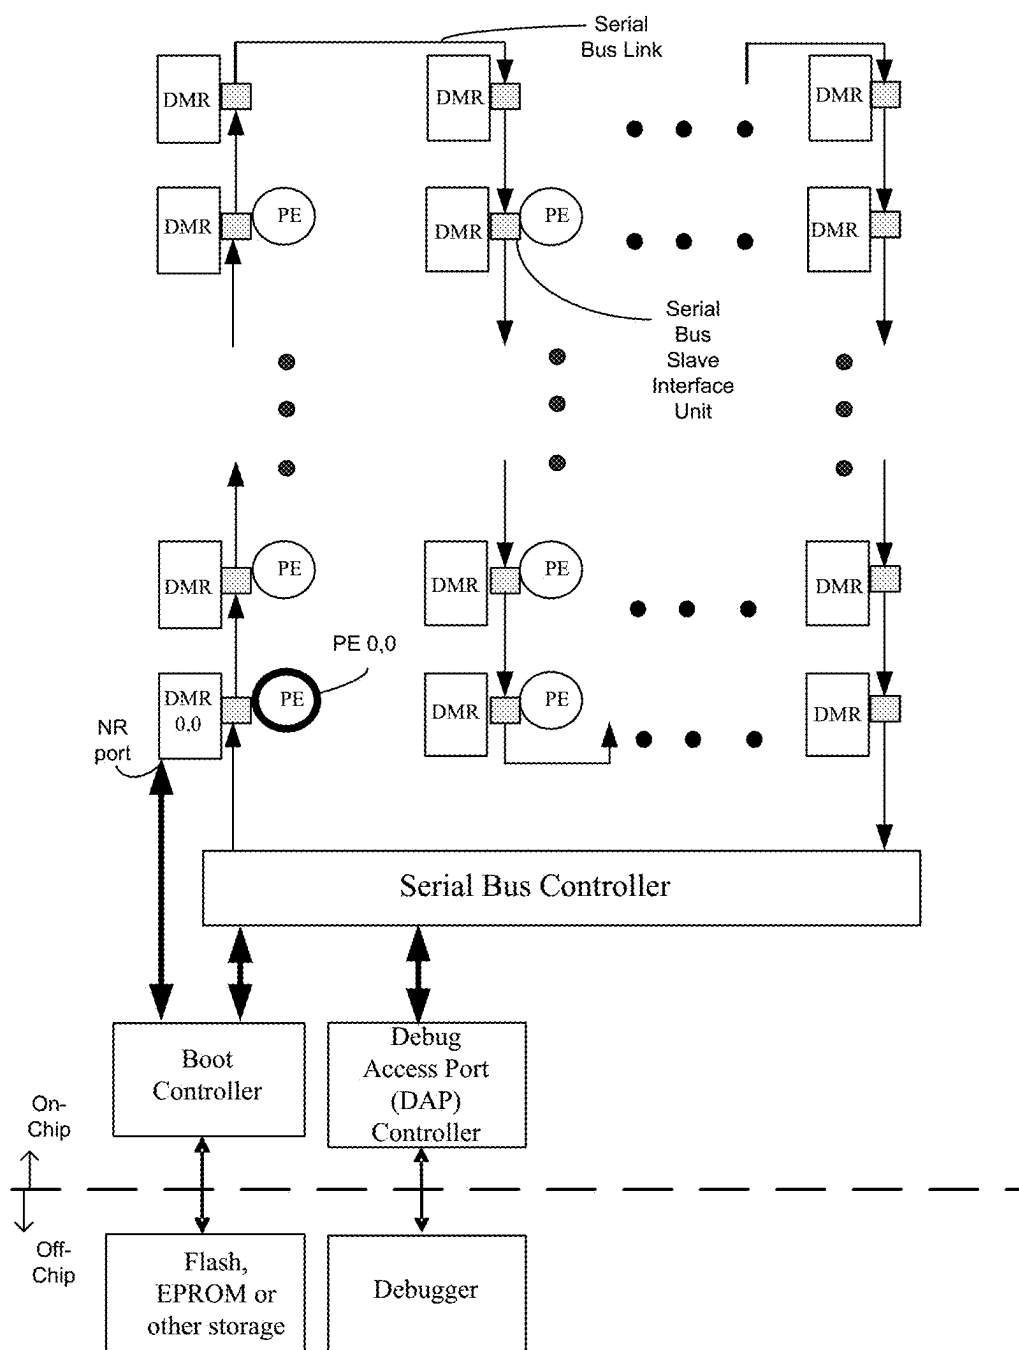 Serial
Bus Link
DMR
DMR
DMR
DMR
PE
DMR
PE
DMR
Serial
Bus
Slave
Interface
Unit
DMR
PE
DMR
PE
DMR
PE 0,0
DMR
0,0
PE
DMR
PE
DMR
NR
port
Serial Bus Controller
Boot
Controller
Debug
Access Port
(DAP)
Controller
On-
Chip
Off-
Chip
Flash,
EPROM or
other storage
Debugger